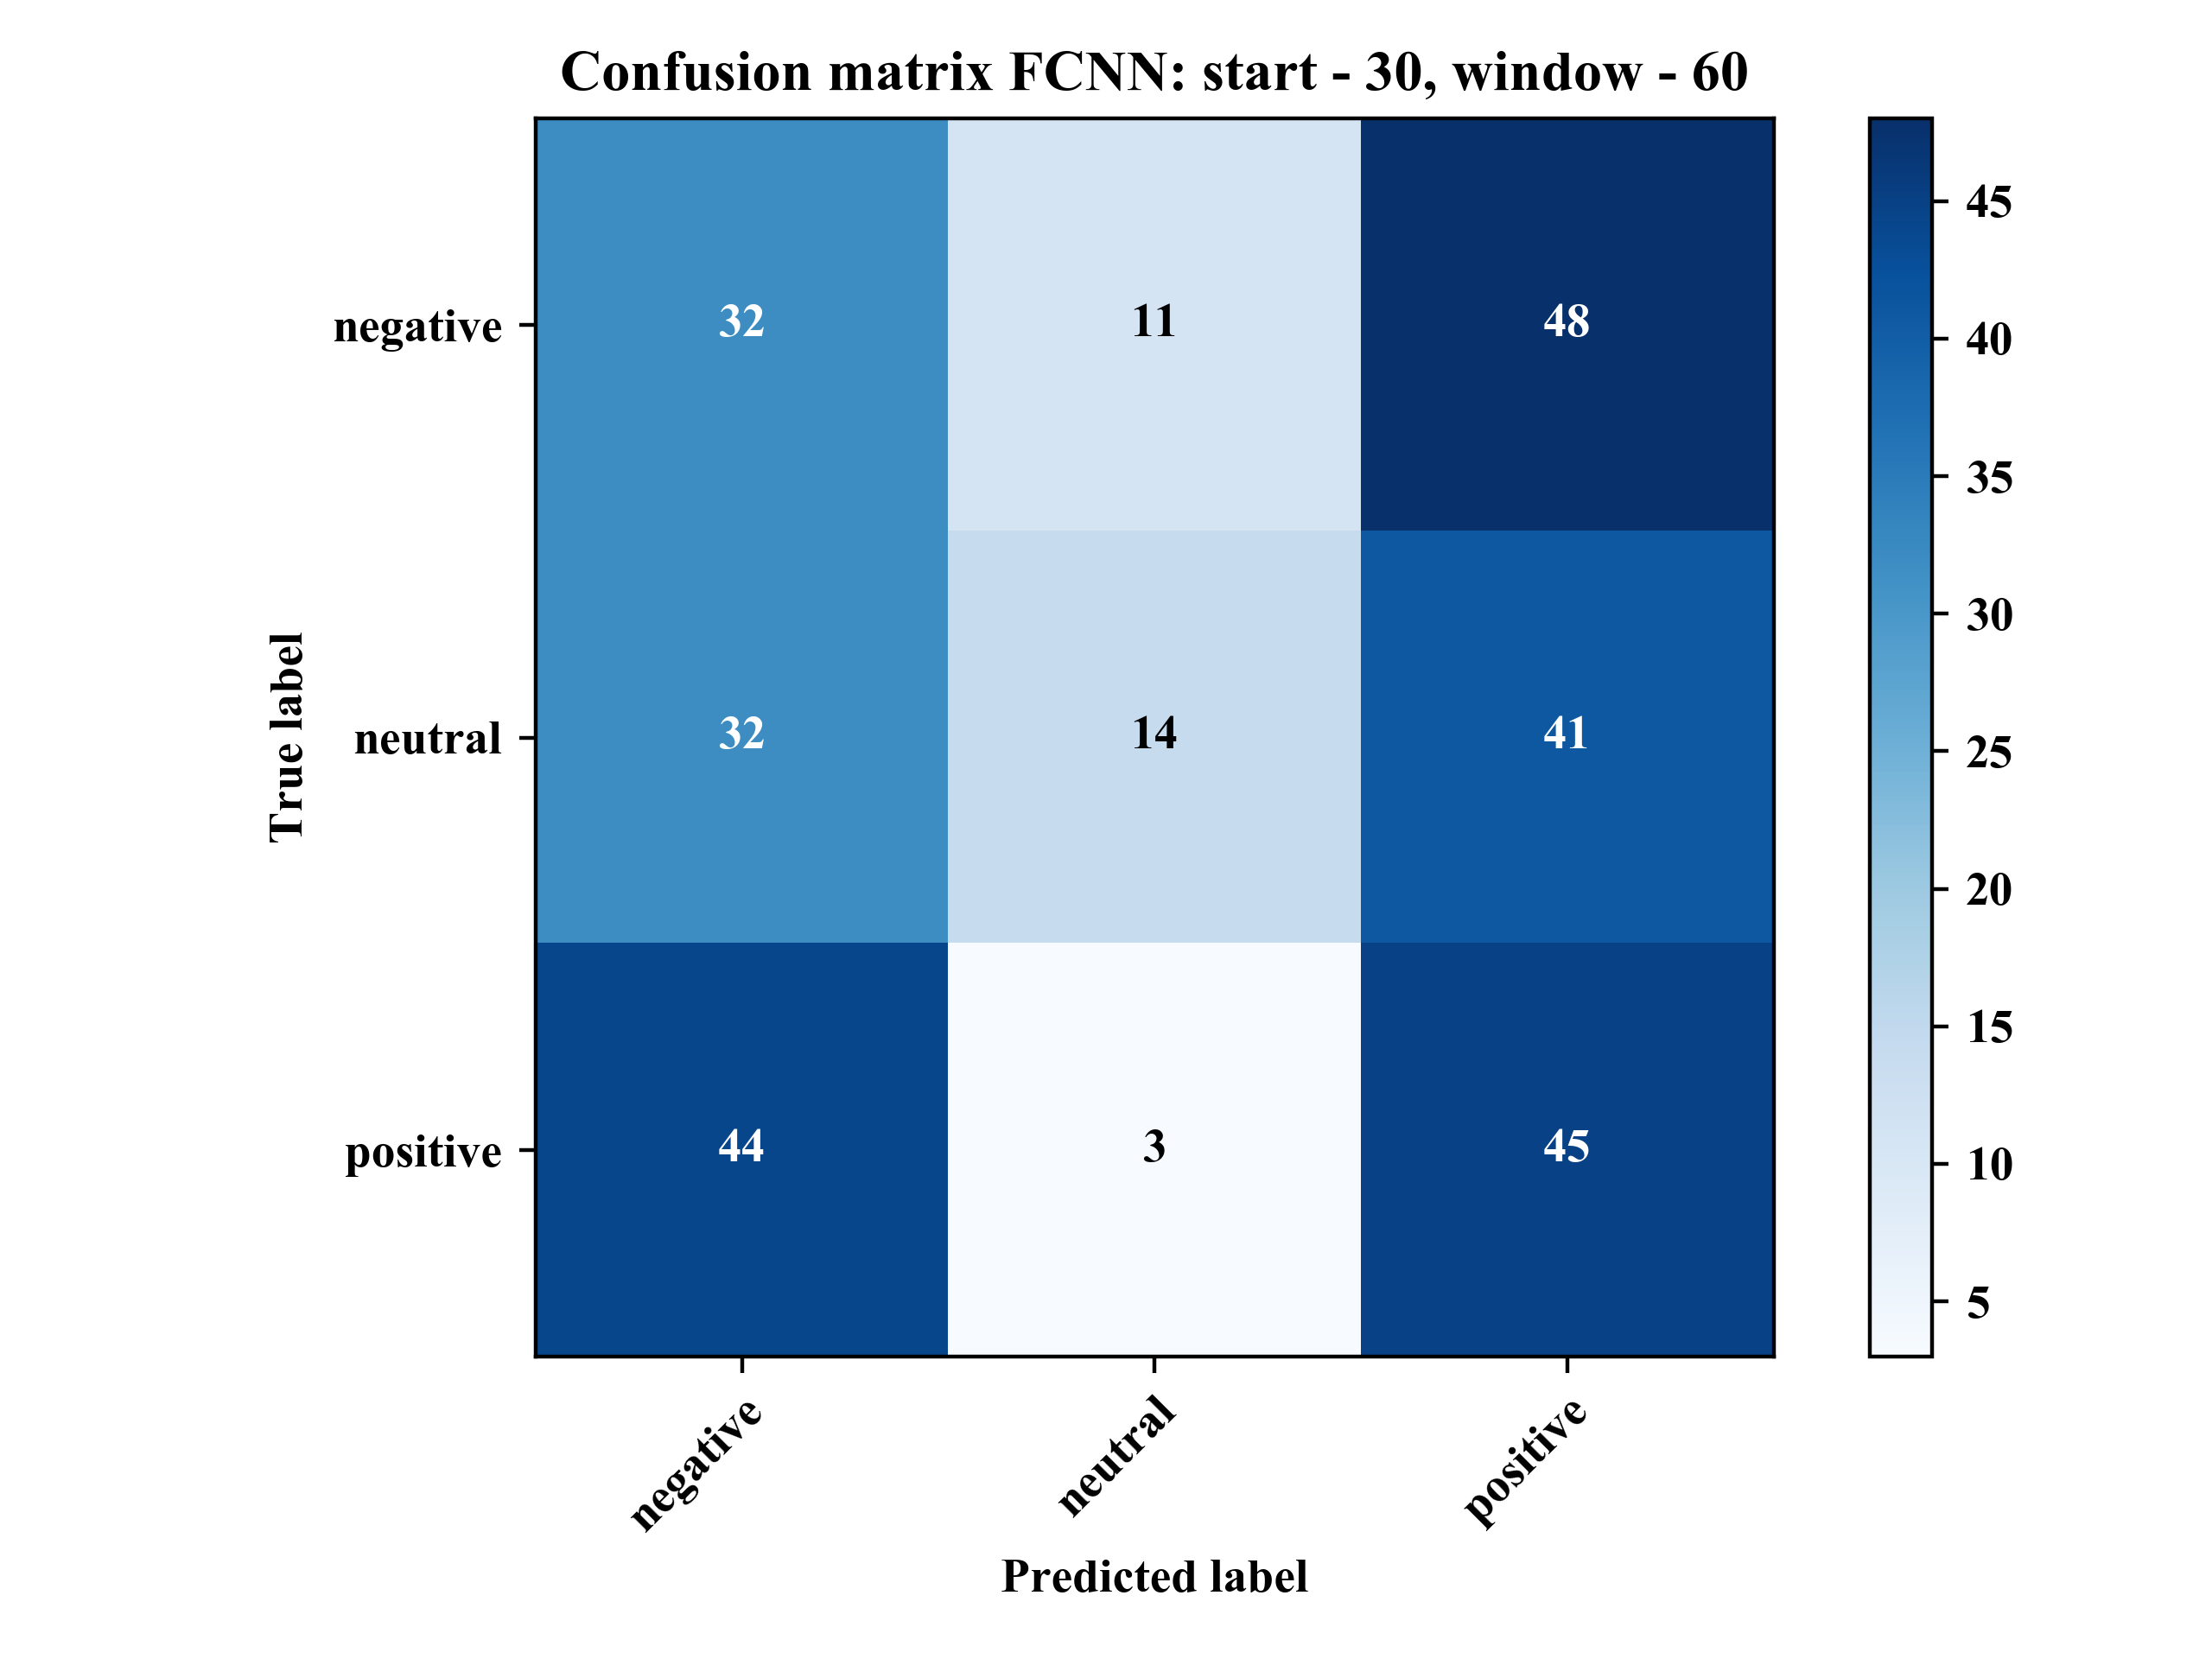 Confusion matrix FCNN: start - 30, window - 60
True label
negative
32
11
48
neutral
32
14
41
positive
44
3
45
negative
neutral
positive
Predicted label
45
40
35
30
25
20
15
10
5